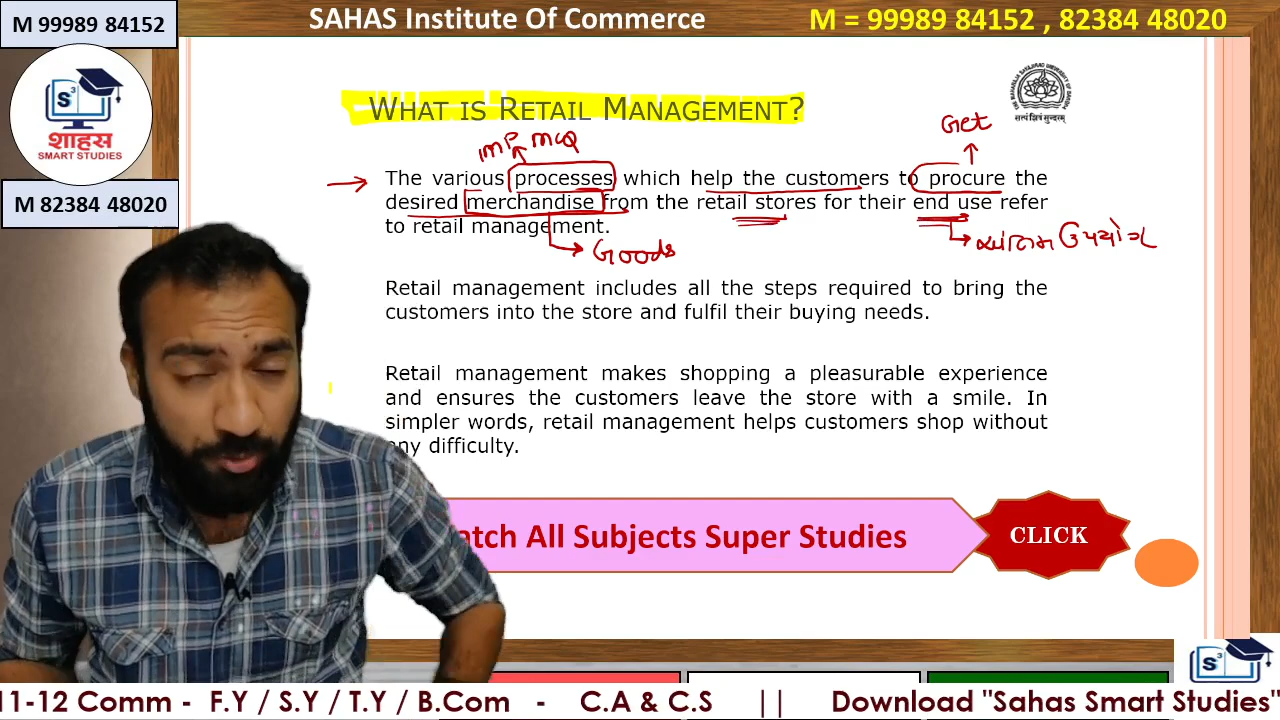 M 99989 84152
SAHAS Institute Of Commerce
M = 99989 84152 , 82384 48020
S³
शाहस
SMART STUDIES
M 82384 48020
WHAT IS RETAIL MANAGEMENT?
सत्यं शिवं सुन्दरम्
IMP MCQ
Get
The various processes which help the customers to procure the
desired merchandise from the retail stores for their end use refer
to retail management.
Goods
ઉપયોગ
Retail management includes all the steps required to bring the
customers into the store and fulfil their buying needs.
Retail management makes shopping a pleasurable experience
and ensures the customers leave the store with a smile. In
simpler words, retail management helps customers shop without
any difficulty.
atch All Subjects Super Studies
CLICK
S³
11-12 Comm - F.Y / S.Y / T.Y / B.Com - C.A & C.S || Download "Sahas Smart Studies"